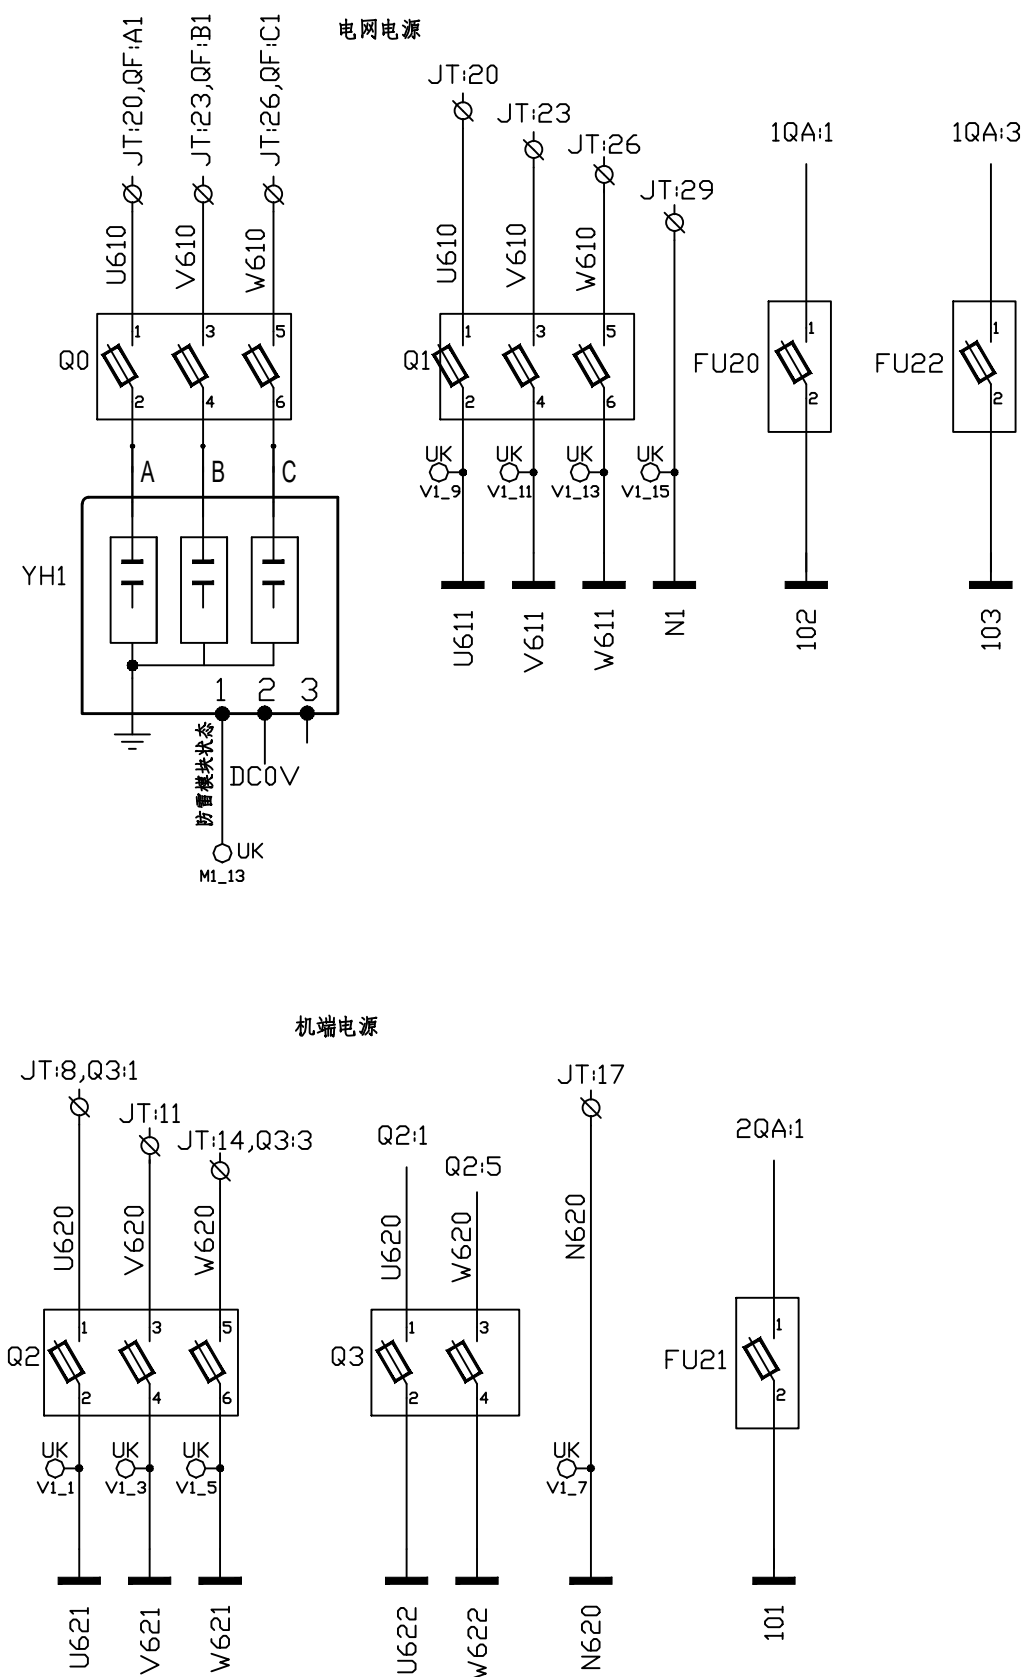 电网电源
JT:20,QF:A1
JT:23,QF:B1
JT:26,QF:C1
JT:20
JT:23
JT:26
JT:29
1QA:1
1QA:3
U610
V610
W610
U610
V610
W610
Q0
1
3
5
2
4
6
Q1
1
3
5
2
4
6
FU20
1
2
FU22
1
2
A
B
C
UK
V1_9
UK
V1_11
UK
V1_13
UK
V1_15
YH1
U611
V611
W611
N1
102
103
1
2
3
防雷模块状态
DC0V
UK
M1_13
机端电源
JT:8,Q3:1
JT:11
JT:14,Q3:3
Q2:1
Q2:5
JT:17
2QA:1
U620
V620
W620
U620
W620
N620
Q2
1
3
5
2
4
6
Q3
1
3
2
4
FU21
1
2
UK
V1_1
UK
V1_3
UK
V1_5
UK
V1_7
U621
V621
W621
U622
W622
N620
101